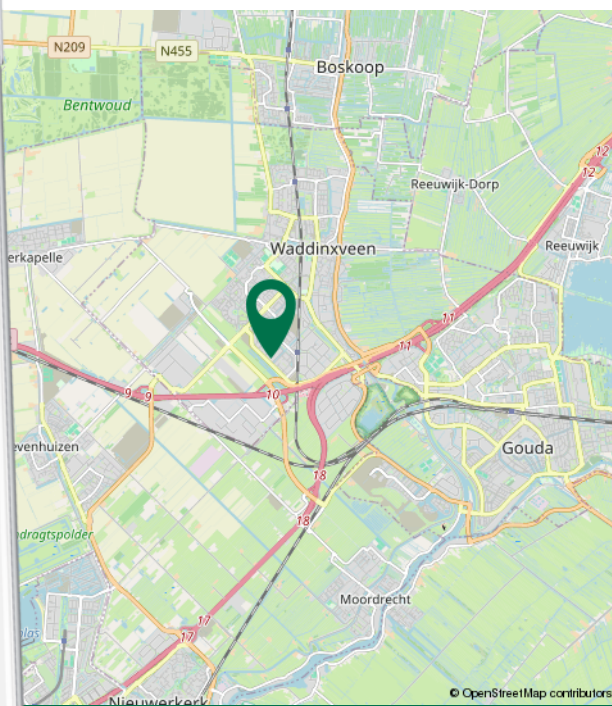 N209
N455
Boskoop
Bentwoud
12
12
Reeuwijk-Dorp
Waddinxveen
Reeuwijk
erkapelle
11
11
9 9
10
evenhuizen
Gouda
18
18
ndragtspolder
Moordrecht
17
17
Nieuwerkerk
© OpenStreetMap contributors